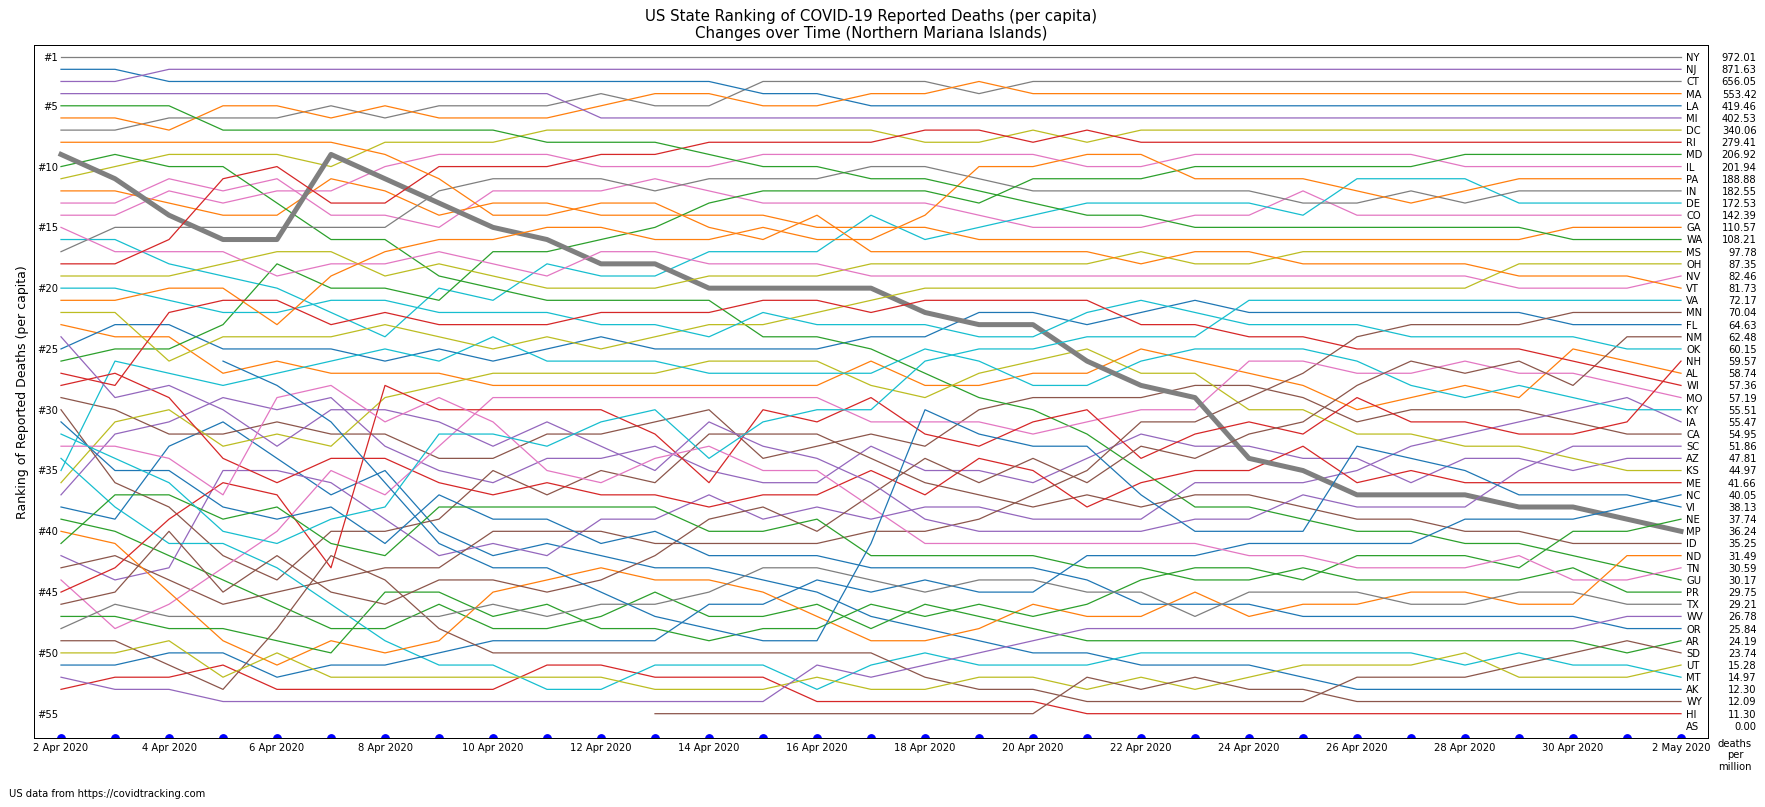 US State Ranking of COVID-19 Reported Deaths (per capita)
Changes over Time (Northern Mariana Islands)
Ranking of Reported Deaths (per capita)
#1
#5
#10
#15
#20
#25
#30
#35
#40
#45
#50
#55
NY 972.01
NJ 871.63
CT 656.05
MA 553.42
LA 419.46
MI 402.53
DC 340.06
RI 279.41
MD 206.92
IL 201.94
PA 188.88
IN 182.55
DE 172.53
CO 142.39
GA 110.57
WA 108.21
MS 97.78
OH 87.35
NV 82.46
VT 81.73
VA 72.17
MN 70.04
FL 64.63
NM 62.48
OK 60.15
NH 59.57
AL 58.74
WI 57.36
MO 57.19
KY 55.51
IA 55.47
CA 54.95
SC 51.86
AZ 47.81
KS 44.97
ME 41.66
NC 40.05
VI 38.13
NE 37.74
MP 36.24
ID 35.25
ND 31.49
TN 30.59
GU 30.17
PR 29.75
TX 29.21
WV 26.78
OR 25.84
AR 24.19
SD 23.74
UT 15.28
MT 14.97
AK 12.30
WY 12.09
HI 11.30
AS 0.00
2 Apr 2020 4 Apr 2020 6 Apr 2020 8 Apr 2020 10 Apr 2020 12 Apr 2020 14 Apr 2020 16 Apr 2020 18 Apr 2020 20 Apr 2020 22 Apr 2020 24 Apr 2020 26 Apr 2020 28 Apr 2020 30 Apr 2020 2 May 2020
deaths
per
million
US data from https://covidtracking.com